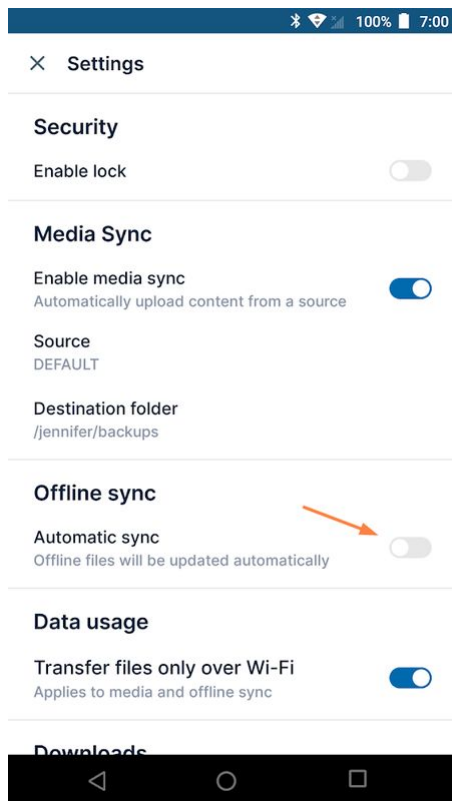 100% 7:00
Settings
Security
Enable lock
Media Sync
Enable media sync
Automatically upload content from a source
Source
DEFAULT
Destination folder
/jennifer/backups
Offline sync
Automatic sync
Offline files will be updated automatically
Data usage
Transfer files only over Wi-Fi
Applies to media and offline sync
Downloads